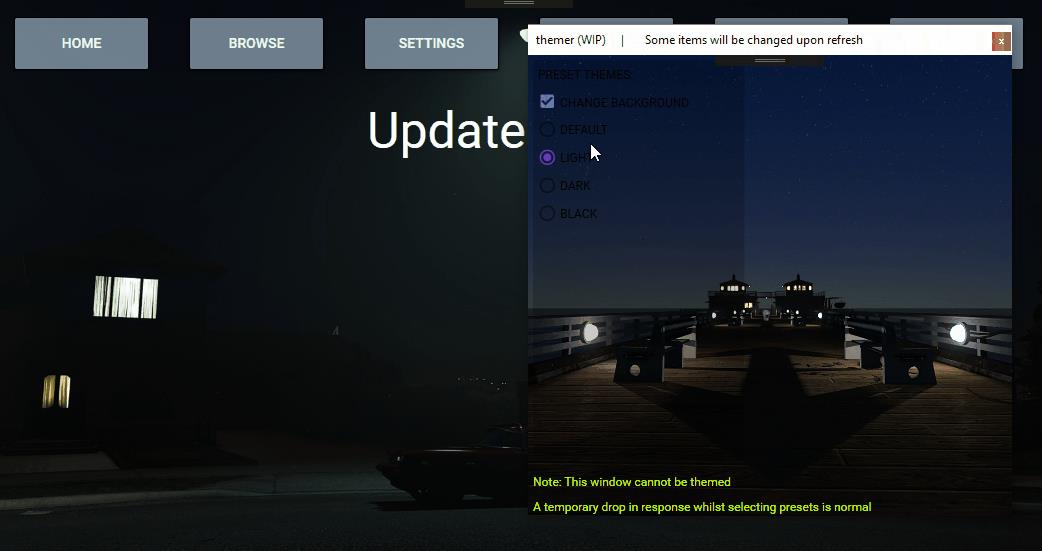 HOME
BROWSE
SETTINGS
Update
themer (WIP) | Some items will be changed upon refresh
x
PRESET THEMES:
CHANGE BACKGROUND
DEFAULT
LIGHT
DARK
BLACK
Note: This window cannot be themed
A temporary drop in response whilst selecting presets is normal